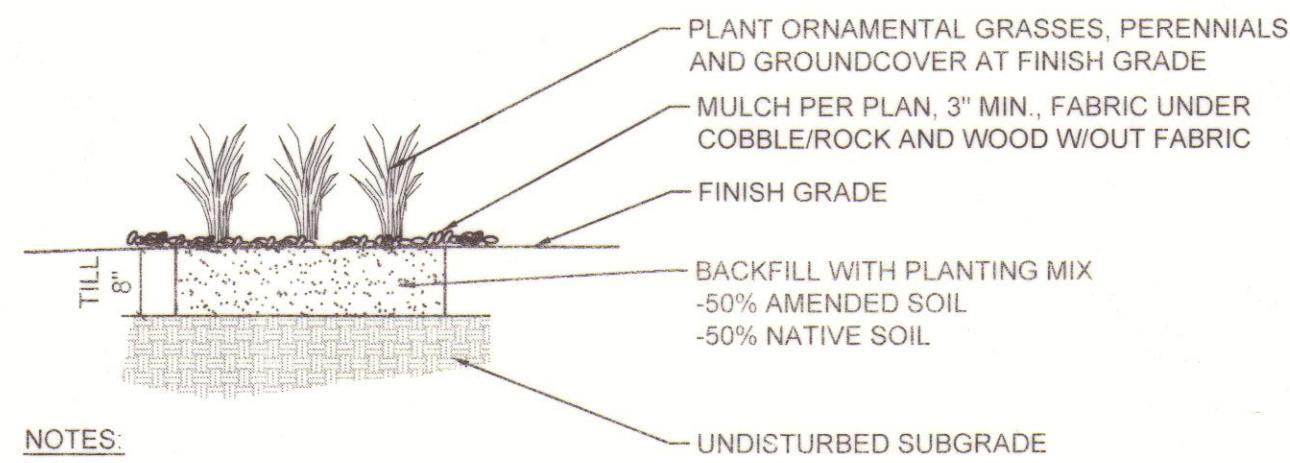 PLANT ORNAMENTAL GRASSES, PERENNIALS
AND GROUNDCOVER AT FINISH GRADE
MULCH PER PLAN, 3" MIN., FABRIC UNDER
COBBLE/ROCK AND WOOD W/OUT FABRIC
FINISH GRADE
TILL
8"
BACKFILL WITH PLANTING MIX
-50% AMENDED SOIL
-50% NATIVE SOIL
NOTES:
UNDISTURBED SUBGRADE